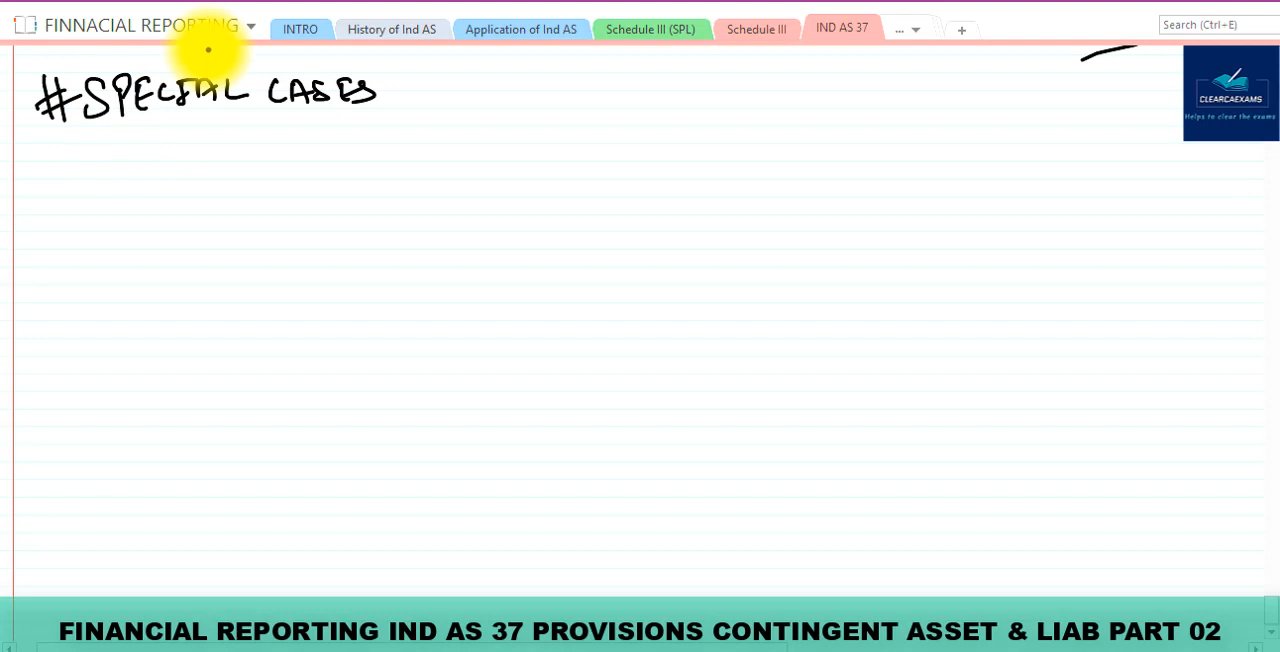 FINNACIAL REPORTING
INTRO
History of Ind AS
Application of Ind AS
Schedule III (SPL)
Schedule III
IND AS 37
...
+
Search (Ctrl+E)
#SPECIAL CASES
CLEARCAEXAMS
Helps to clear the exams
FINANCIAL REPORTING IND AS 37 PROVISIONS CONTINGENT ASSET & LIAB PART 02